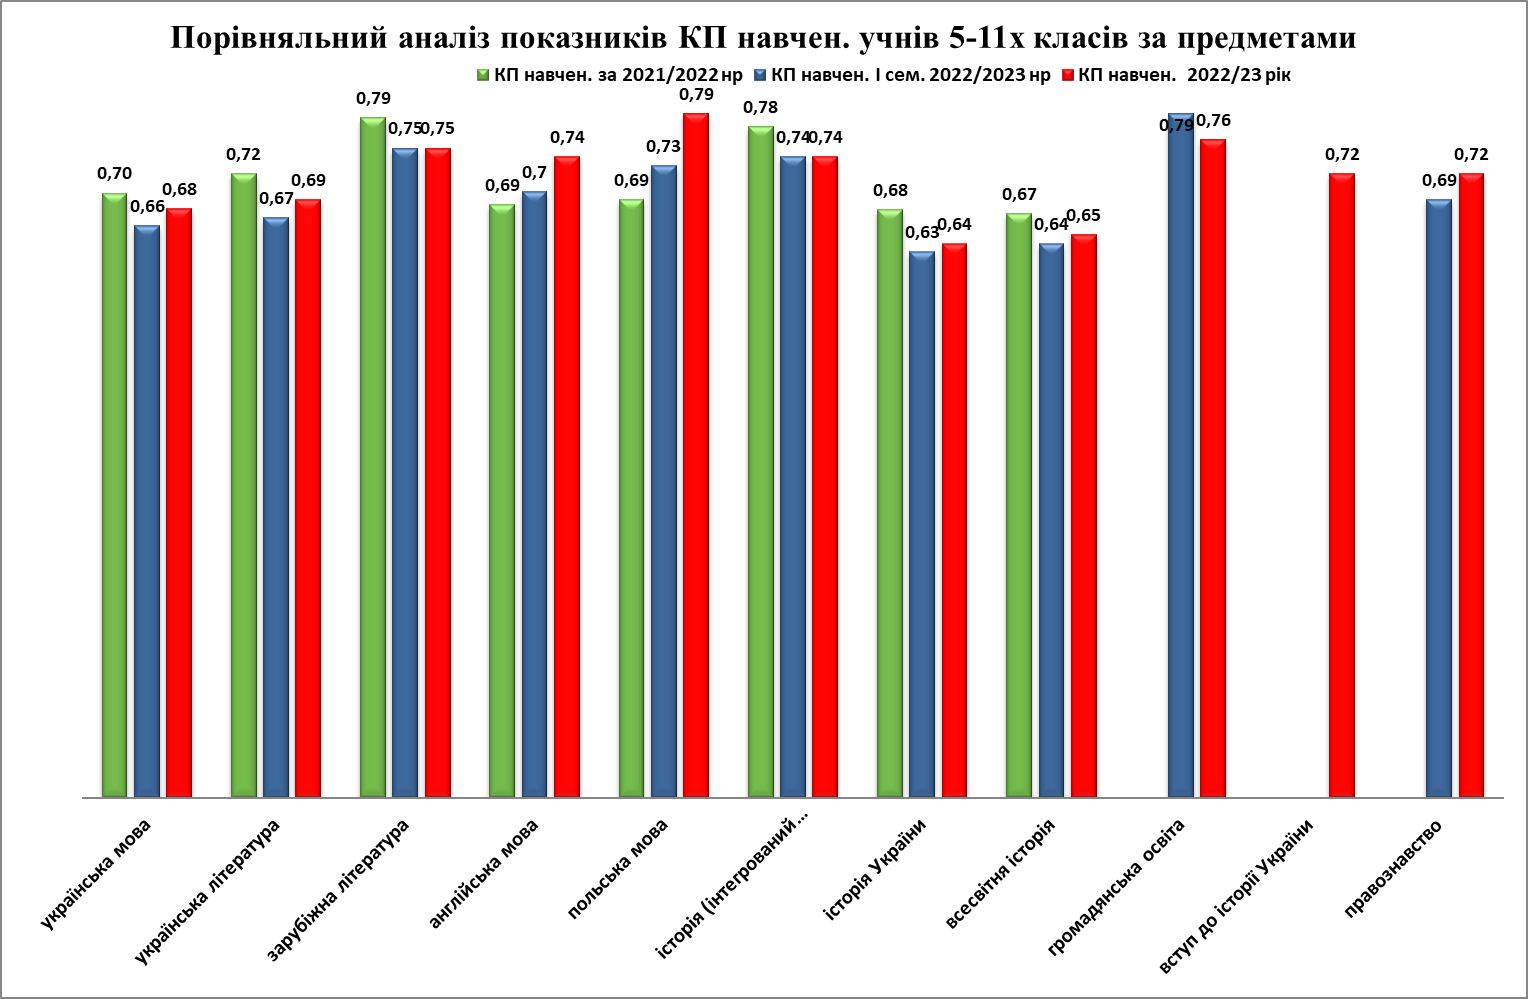 Порівняльний аналіз показників КП навчен. учнів 5-11х класів за предметами
КП навчен. за 2021/2022 нр КП навчен. І сем. 2022/2023 нр КП навчен. 2022/23 рік
0,70 0,66 0,68
0,72 0,67 0,69
0,79 0,75 0,75
0,69 0,7 0,74
0,69 0,73 0,79
0,78 0,74 0,74
0,68 0,63 0,64
0,67 0,64 0,65
0,79 0,76
0,72
0,69 0,72
українська мова
українська література
зарубіжна література
англійська мова
польська мова
історія (інтегрований...
історія України
всесвітня історія
громадянська освіта
вступ до історії України
правознавство